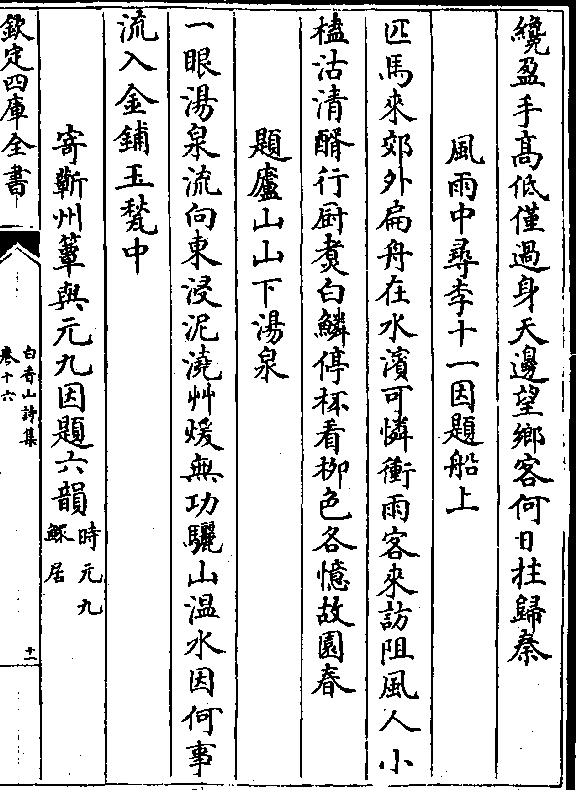 纔盈手高低僅過身天邊望鄉客何日拄歸秦
風雨中尋李十一因題船上
匹馬來郊外扁舟在水濱可憐衝雨客來訪阻風人小
榼沽清醑行厨煑白鱗停杯看柳色各憶故園春
題廬山山下湯泉
一眼湯泉流向東浸泥澆艸煖無功驪山温水因何事
流入金鋪玉甃中
寄蘄州簟與元九因題六韻時元九
鰥居
欽定四庫全書
白香山詩集
卷十六
十二